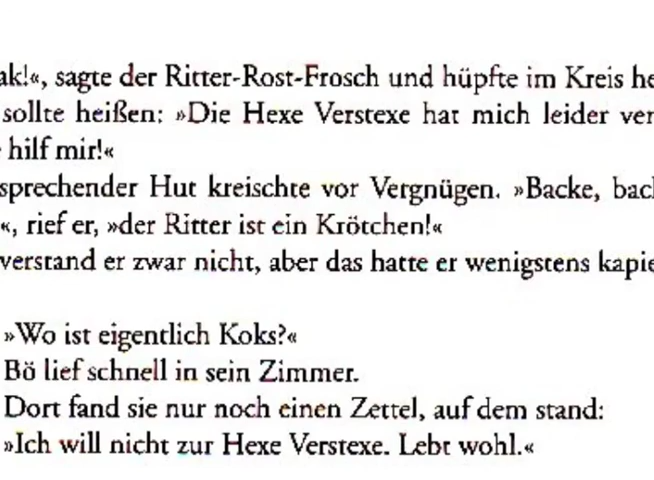 ak!«, sagte der Ritter-Rost-Frosch und hüpfte im Kreis he
sollte heißen: »Die Hexe Verstexe hat mich leider ver
hilf mir!«
sprechender Hut kreischte vor Vergnügen. »Backe, bac
«, rief er, »der Ritter ist ein Krötchen!«
verstand er zwar nicht, aber das hatte er wenigstens kapie
»Wo ist eigentlich Koks?«
Bö lief schnell in sein Zimmer.
Dort fand sie nur noch einen Zettel, auf dem stand:
»Ich will nicht zur Hexe Verstexe. Lebt wohl.«